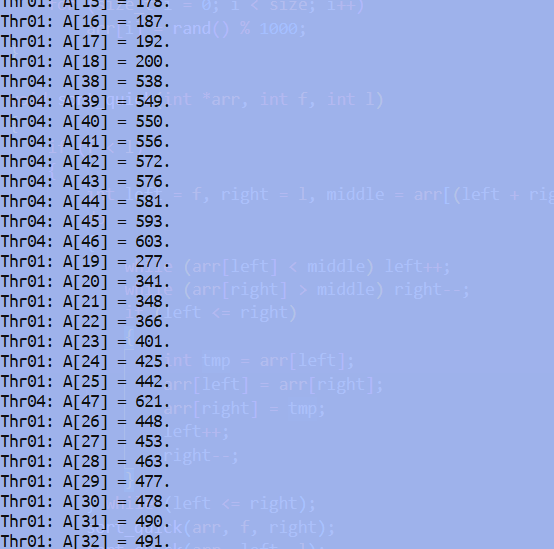 Thr01: A[15] = 178. = 0; i < size; i++)
Thr01: A[16] = 187. rand() % 1000;
Thr01: A[17] = 192.
Thr01: A[18] = 200.
Thr04: A[38] = 538.
Thr04: A[39] = 549. int *arr, int f, int l)
Thr04: A[40] = 550.
Thr04: A[41] = 556.
Thr04: A[42] = 572.
Thr04: A[43] = 576.
Thr04: A[44] = 581. = f, right = l, middle = arr[(left + rig
Thr04: A[45] = 593.
Thr04: A[46] = 603.
Thr01: A[19] = 277. (arr[left] < middle) left++;
Thr01: A[20] = 341. (arr[right] > middle) right--;
Thr01: A[21] = 348. (left <= right)
Thr01: A[22] = 366.
Thr01: A[23] = 401.
Thr01: A[24] = 425. int tmp = arr[left];
Thr01: A[25] = 442. arr[left] = arr[right];
Thr04: A[47] = 621. arr[right] = tmp;
Thr01: A[26] = 448. left++;
Thr01: A[27] = 453. right--;
Thr01: A[28] = 463.
Thr01: A[29] = 477.
Thr01: A[30] = 478. (left <= right);
Thr01: A[31] = 490. (arr, f, right);
Thr01: A[32] = 491.